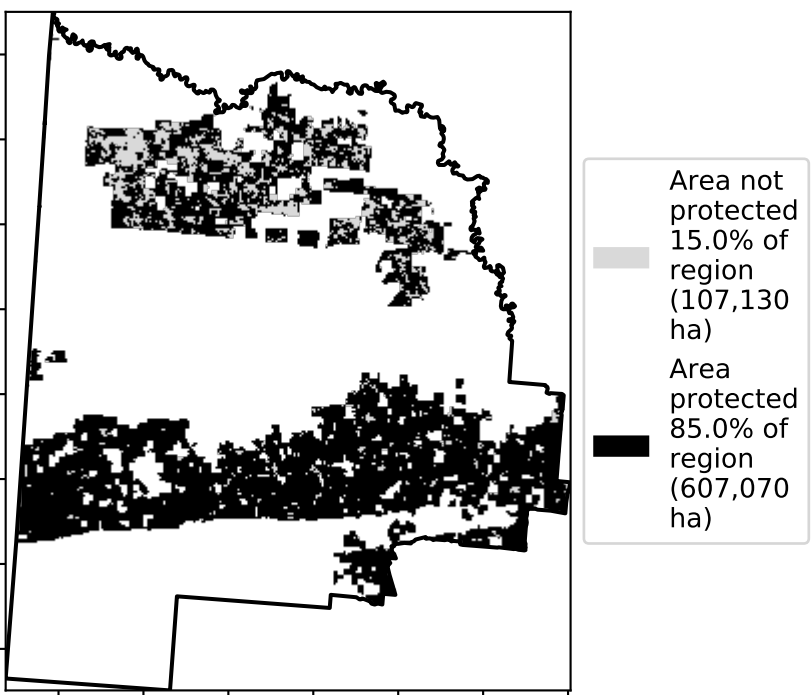 Area not
protected
15.0% of
region
(107,130
ha)
Area
protected
85.0% of
region
(607,070
ha)